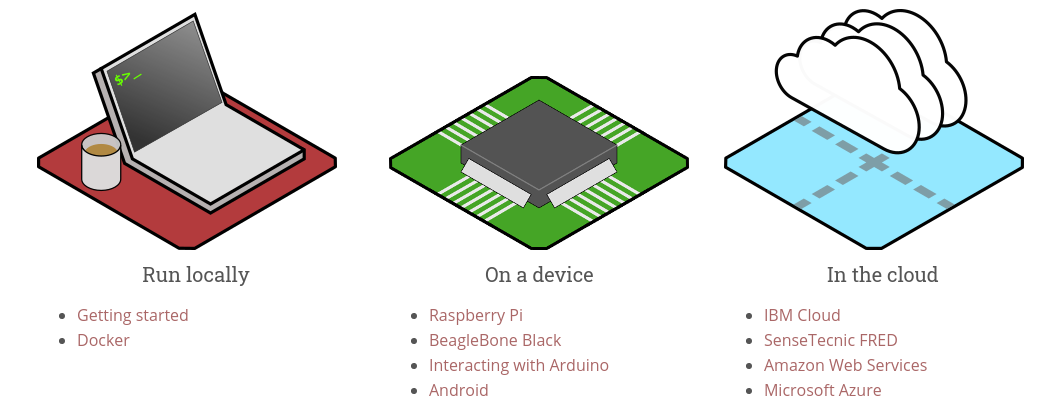 $>_
Run locally
Getting started
Docker
On a device
Raspberry Pi
BeagleBone Black
Interacting with Arduino
Android
In the cloud
IBM Cloud
SenseTecnic FRED
Amazon Web Services
Microsoft Azure